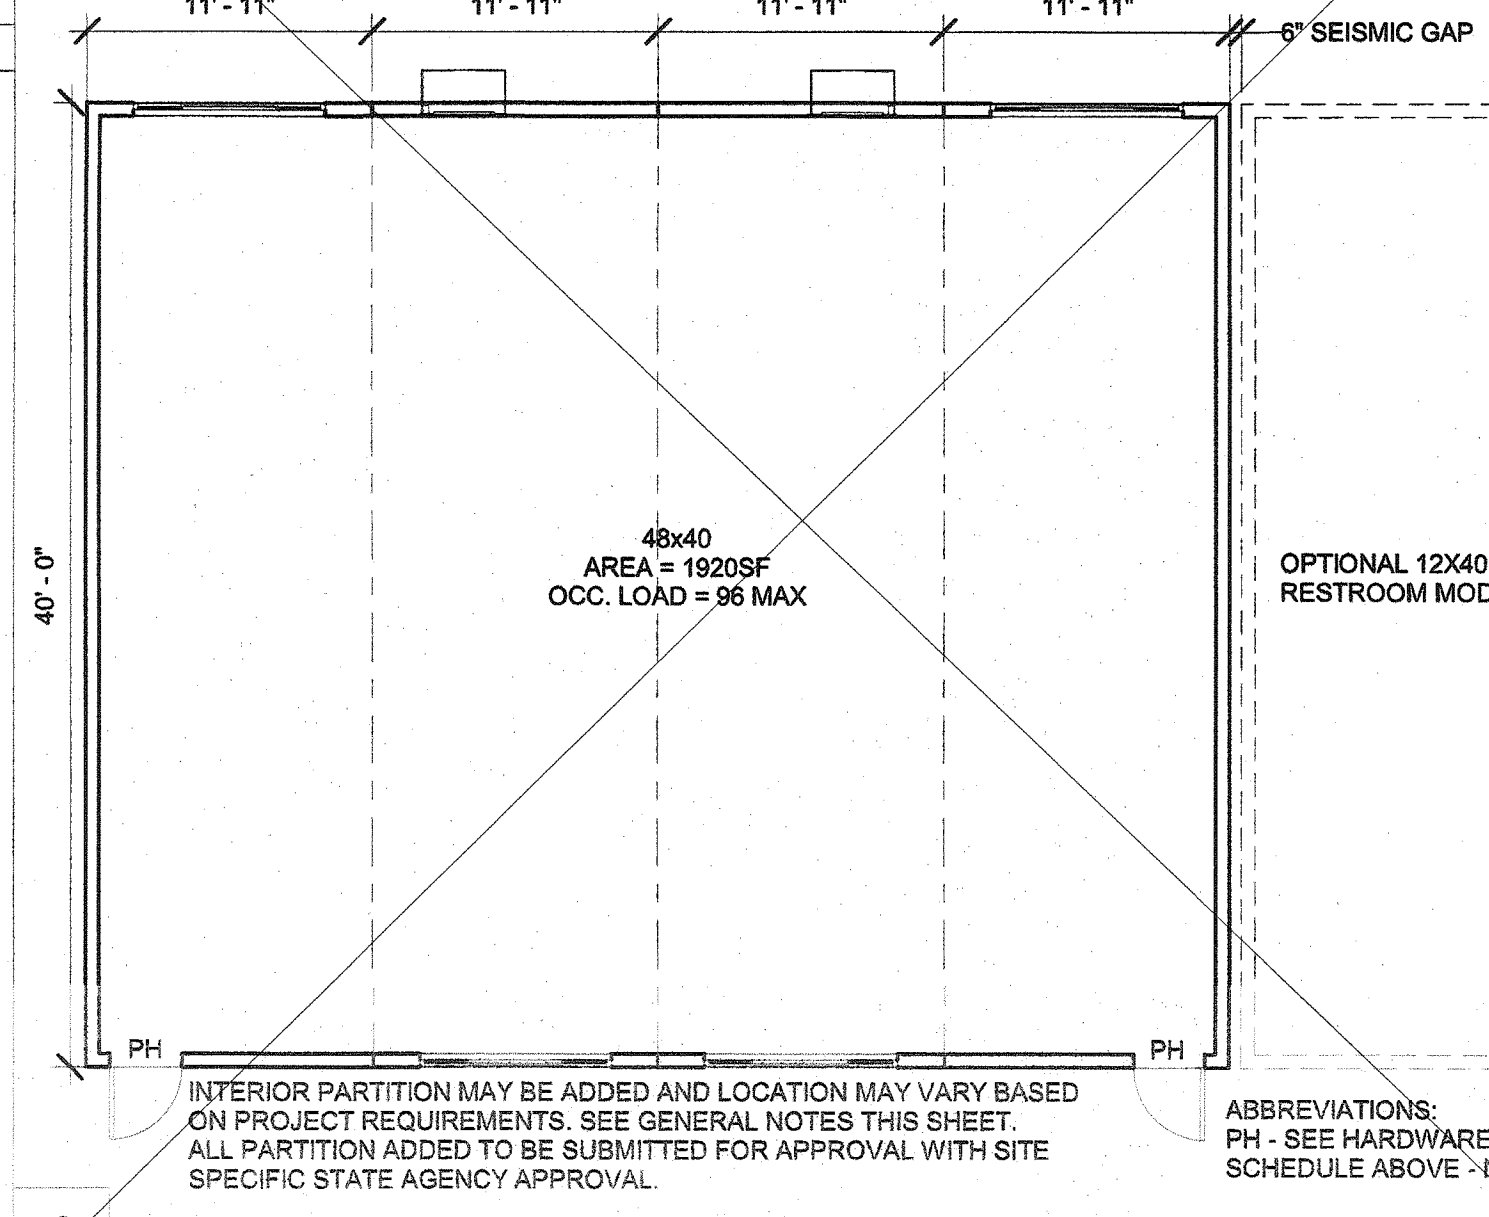 11' - 11" 11' - 11" 11' - 11" 11' - 11"
6" SEISMIC GAP
40' - 0"
48x40
AREA = 1920SF
OCC. LOAD = 96 MAX
OPTIONAL 12X40
RESTROOM MOD
PH PH
INTERIOR PARTITION MAY BE ADDED AND LOCATION MAY VARY BASED
ON PROJECT REQUIREMENTS. SEE GENERAL NOTES THIS SHEET.
ALL PARTITION ADDED TO BE SUBMITTED FOR APPROVAL WITH SITE
SPECIFIC STATE AGENCY APPROVAL.
ABBREVIATIONS:
PH - SEE HARDWARE
SCHEDULE ABOVE -